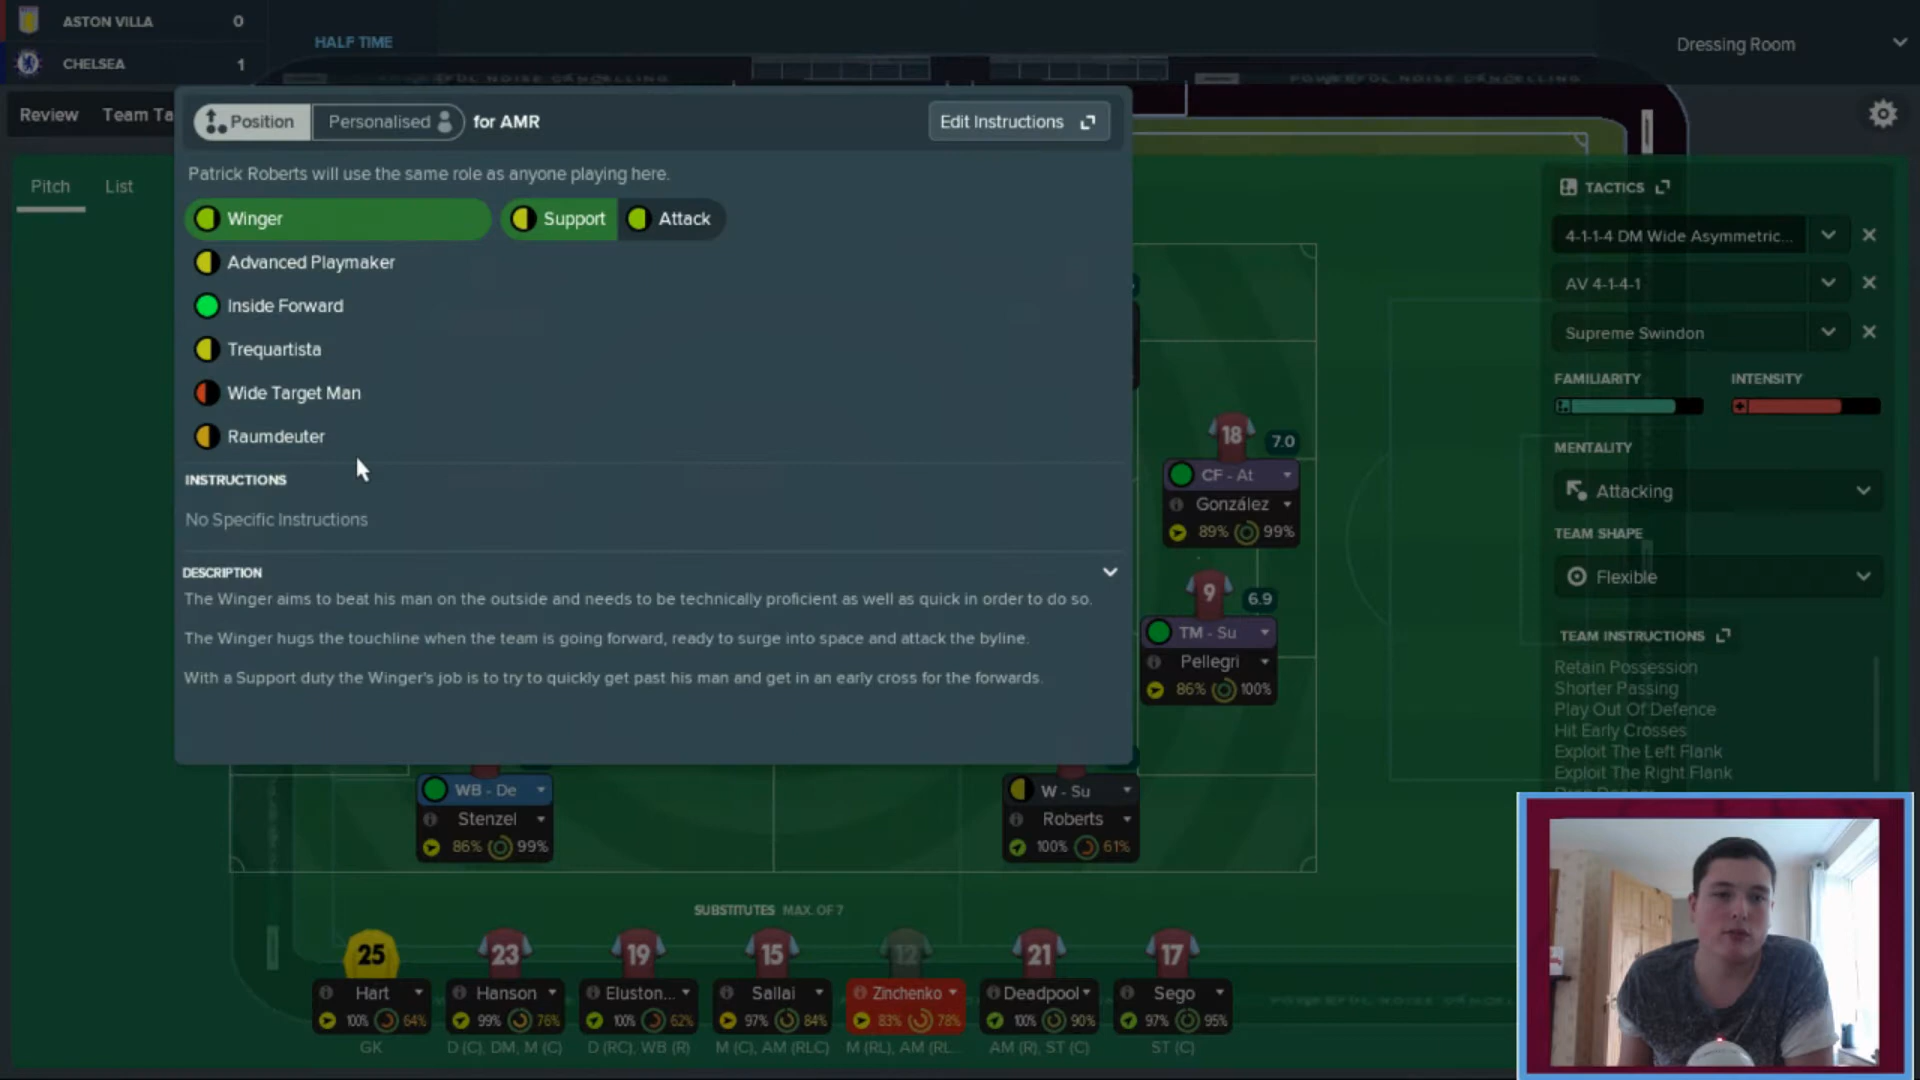 ASTON VILLA 0
CHELSEA 1
HALF TIME
Dressing Room
Review Team Ta
Position Personalised for AMR Edit Instructions
Patrick Roberts will use the same role as anyone playing here.
Winger Support Attack
Advanced Playmaker
Inside Forward
Trequartista
Wide Target Man
Raumdeuter
INSTRUCTIONS
No Specific Instructions
DESCRIPTION
The Winger aims to beat his man on the outside and needs to be technically proficient as well as quick in order to do so.
The Winger hugs the touchline when the team is going forward, ready to surge into space and attack the byline.
With a Support duty the Winger's job is to try to quickly get past his man and get in an early cross for the forwards.
Pitch List
18 7.0
CF - At
González
89% 99%
9 6.9
TM - Su
Pellegri
86% 100%
WB - De
Stenzel
86% 99%
W - Su
Roberts
100% 61%
TACTICS
4-1-1-4 DM Wide Asymmetric...
AV 4-1-4-1
Supreme Swindon
FAMILIARITY INTENSITY
MENTALITY
Attacking
TEAM SHAPE
Flexible
TEAM INSTRUCTIONS
Retain Possession
Shorter Passing
Play Out Of Defence
Hit Early Crosses
Exploit The Left Flank
Exploit The Right Flank
SUBSTITUTES MAX. OF 7
25 23 19 15 12 21 17
Hart Hanson Eluston... Sallai Zinchenko Deadpool Sego
100% 64% 99% 76% 100% 62% 97% 84% 83% 78% 100% 90% 97% 95%
GK D (C), DM, M (C) D (RC), WB (R) M (C), AM (RLC) M (RL), AM (RL... AM (R), ST (C) ST (C)